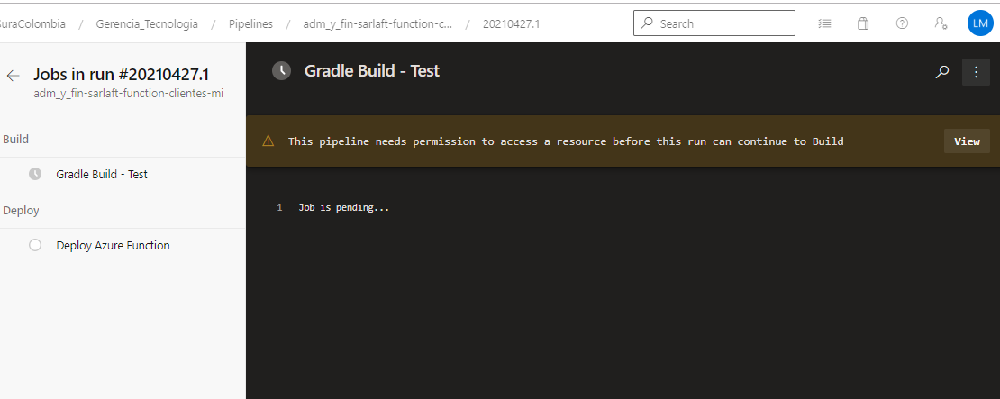 SuraColombia / Gerencia_Tecnologia / Pipelines / adm_y_fin-sarlaft-function-c... / 20210427.1
Search
LM
Jobs in run #20210427.1
adm_y_fin-sarlaft-function-clientes-mi
Build
Gradle Build - Test
Deploy
Deploy Azure Function
Gradle Build - Test
This pipeline needs permission to access a resource before this run can continue to Build
View
1 Job is pending...